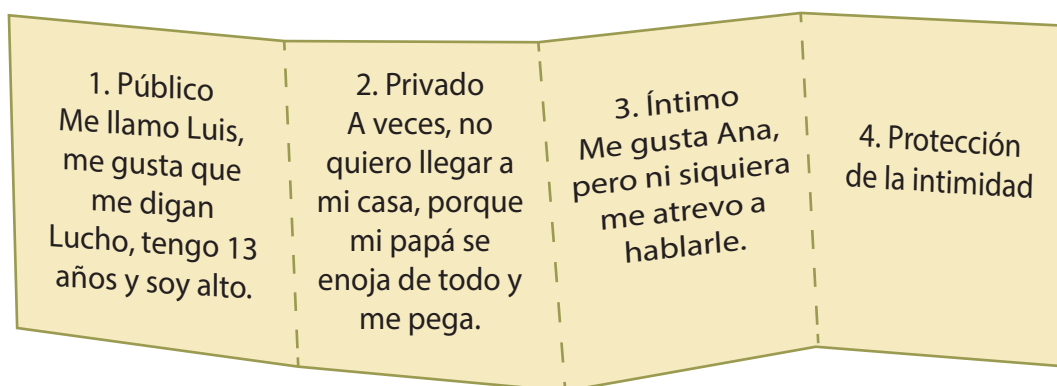 1. Público
Me llamo Luis,
me gusta que
me digan
Lucho, tengo 13
años y soy alto.
2. Privado
A veces, no
quiero llegar a
mi casa, porque
mi papá se
enoja de todo y
me pega.
3. Íntimo
Me gusta Ana,
pero ni siquiera
me atrevo a
hablarle.
4. Protección
de la intimidad